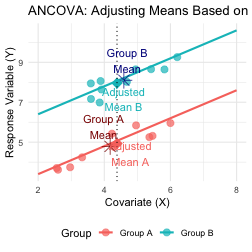 ANCOVA: Adjusting Means Based on
Response Variable (Y)
9
7
5
Group B
Mean
Adjusted
Mean B
Group A
Mean
Adjusted
Mean A
2
4
6
8
Covariate (X)
Group
Group A
Group B